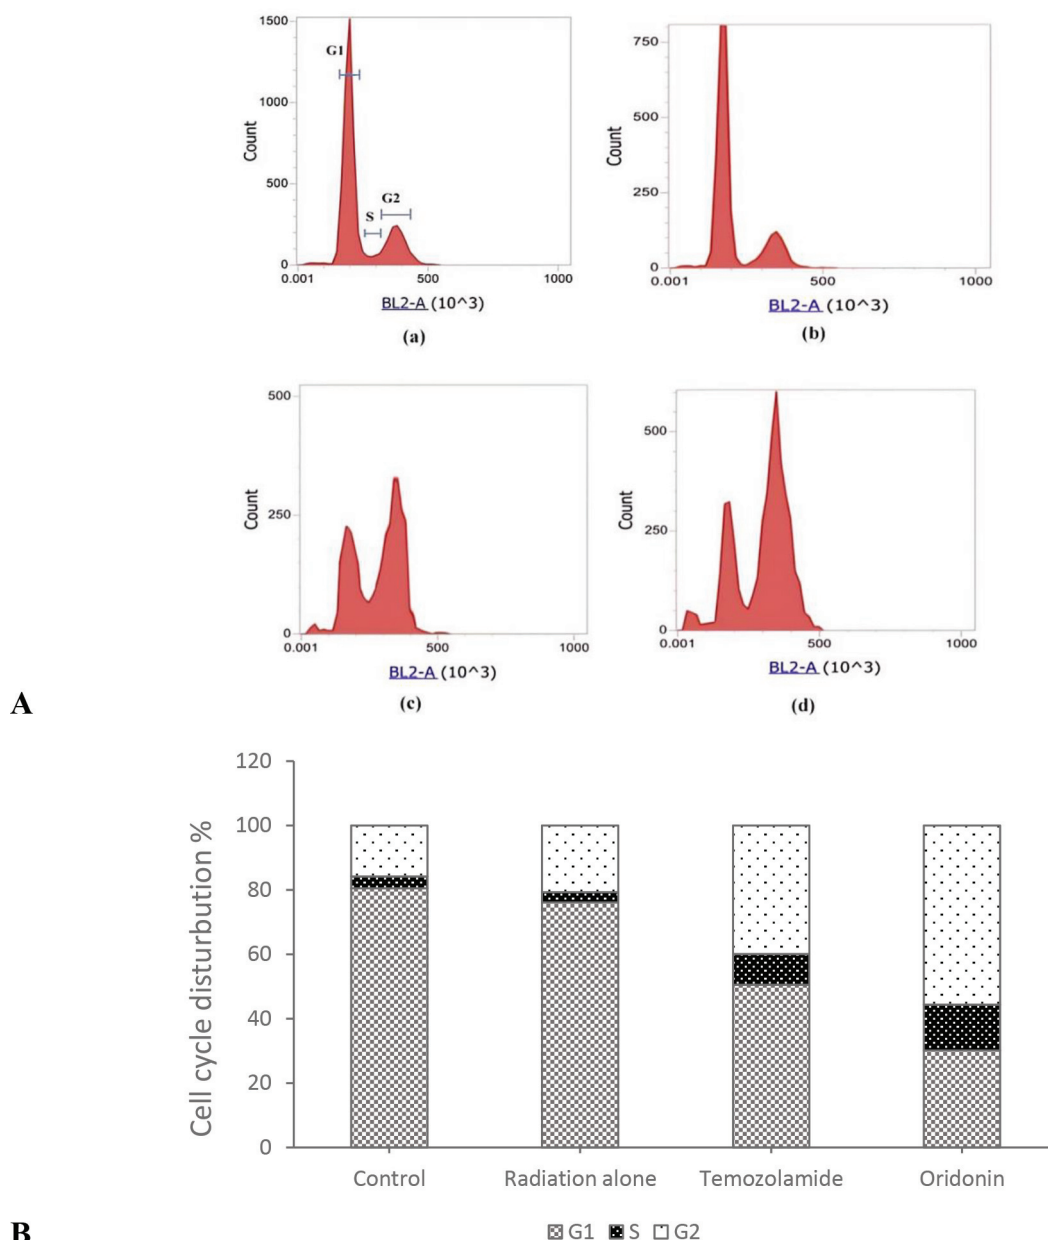 1500
1000
500
0
Count
G1
S
G2
0.001
500
1000
BL2-A (10^3)
(a)
750
500
250
0
Count
0.001
500
1000
BL2-A (10^3)
(b)
500
250
0
Count
0.001
500
1000
BL2-A (10^3)
(c)
500
250
0
Count
0.001
500
1000
BL2-A (10^3)
(d)
A
120
100
80
60
40
20
0
Cell cycle disturbution %
Control
Radiation alone
Temozolamide
Oridonin
G1 S G2
B